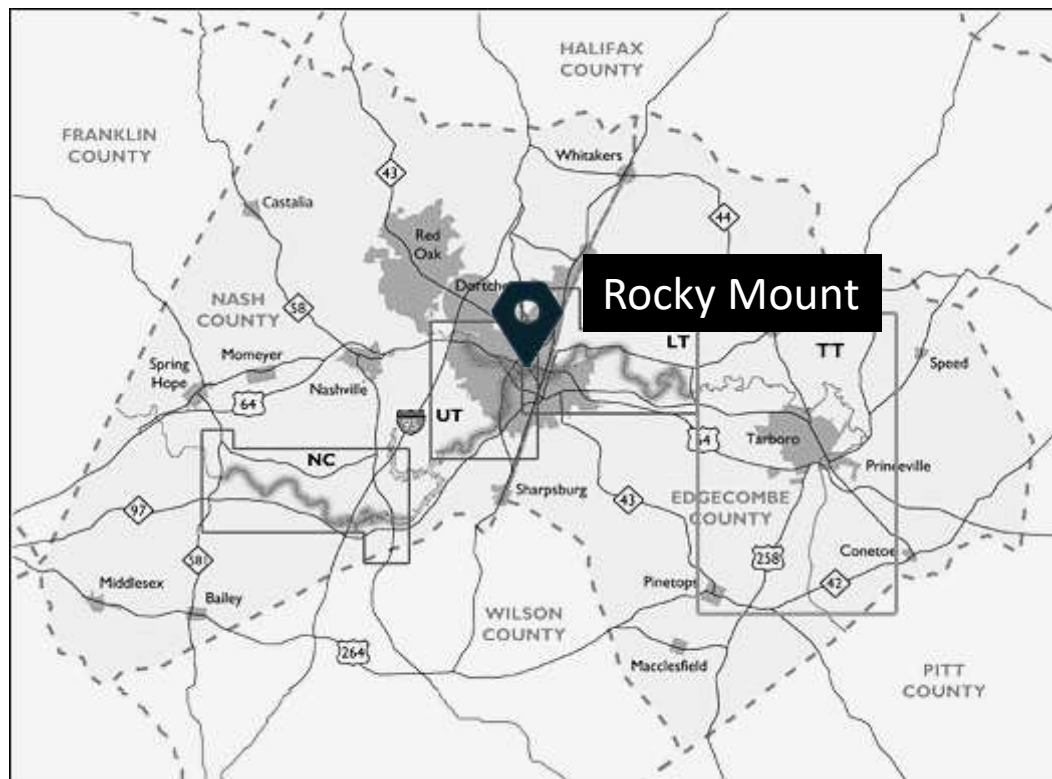 HALIFAX
COUNTY
FRANKLIN
COUNTY
Whitakers
43
Castalia
44
Red
Oak
Rocky Mount
NASH
COUNTY
58
LT
TT
Momeyer
Speed
Spring
Hope
Nashville
64
UT
64
Tarboro
NC
Princeville
Sharpsburg
43
EDGECOMBE
COUNTY
97
258
Conetoe
581
42
Middlesex
Bailey
Pinetops
WILSON
COUNTY
264
Macclesfield
PITT
COUNTY